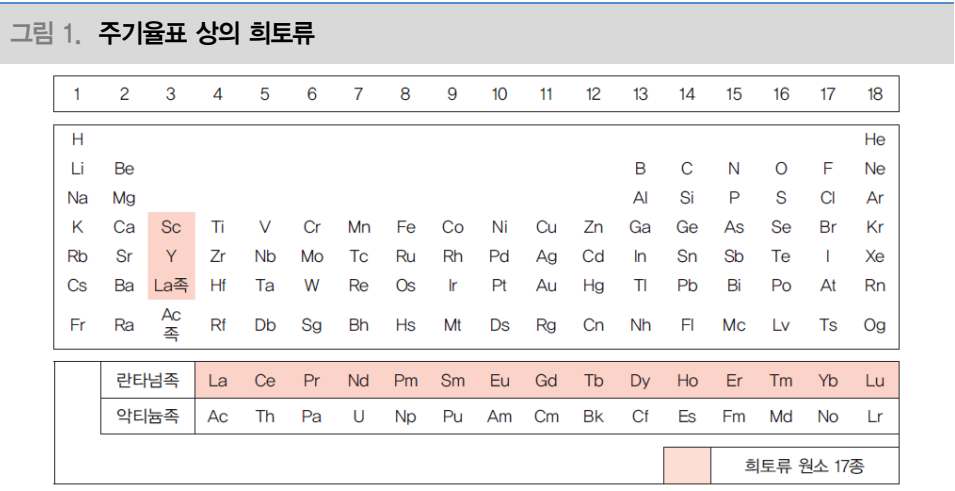 그림 1. 주기율표 상의 희토류
1 2 3 4 5 6 7 8 9 10 11 12 13 14 15 16 17 18
H He
Li Be B C N O F Ne
Na Mg Al Si P S Cl Ar
K Ca Sc Ti V Cr Mn Fe Co Ni Cu Zn Ga Ge As Se Br Kr
Rb Sr Y Zr Nb Mo Tc Ru Rh Pd Ag Cd In Sn Sb Te I Xe
Cs Ba La족 Hf Ta W Re Os Ir Pt Au Hg Tl Pb Bi Po At Rn
Fr Ra Ac족 Rf Db Sg Bh Hs Mt Ds Rg Cn Nh Fl Mc Lv Ts Og
란타넘족 La Ce Pr Nd Pm Sm Eu Gd Tb Dy Ho Er Tm Yb Lu
악티늄족 Ac Th Pa U Np Pu Am Cm Bk Cf Es Fm Md No Lr
희토류 원소 17종